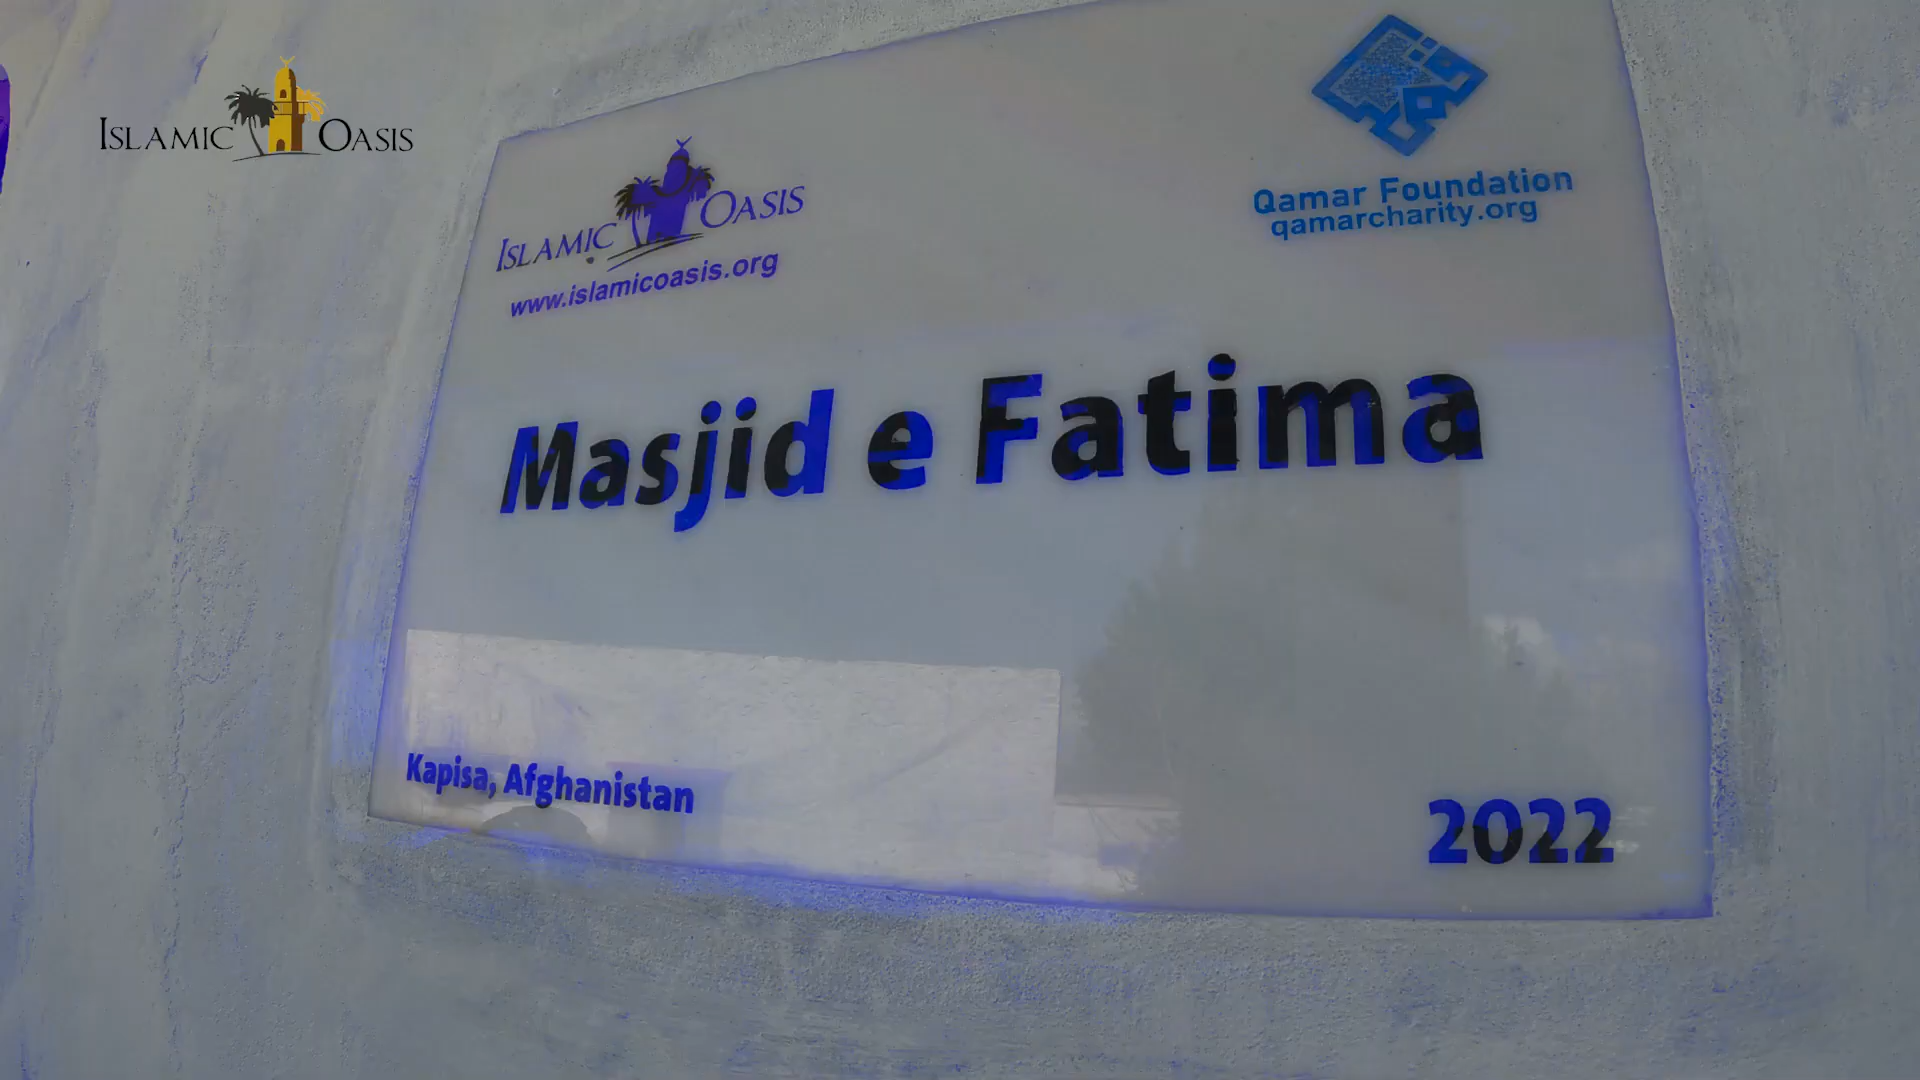 ISLAMIC OASIS
ISLAMIC OASIS
www.islamicoasis.org
Qamar Foundation
qamarcharity.org
Masjid e Fatima
Kapisa, Afghanistan
2022